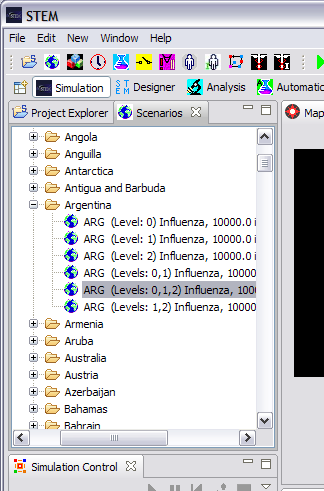 STEM
File Edit New Window Help
Simulation STEM Designer Analysis Automatic
Project Explorer Scenarios Map
Angola
Anguilla
Antarctica
Antigua and Barbuda
Argentina
ARG (Level: 0) Influenza, 10000.0 i
ARG (Level: 1) Influenza, 10000.0 i
ARG (Level: 2) Influenza, 10000.0 i
ARG (Levels: 0,1) Influenza, 10000
ARG (Levels: 0,1,2) Influenza, 100
ARG (Levels: 1,2) Influenza, 10000
Armenia
Aruba
Australia
Austria
Azerbaijan
Bahamas
Bahrain
Simulation Control